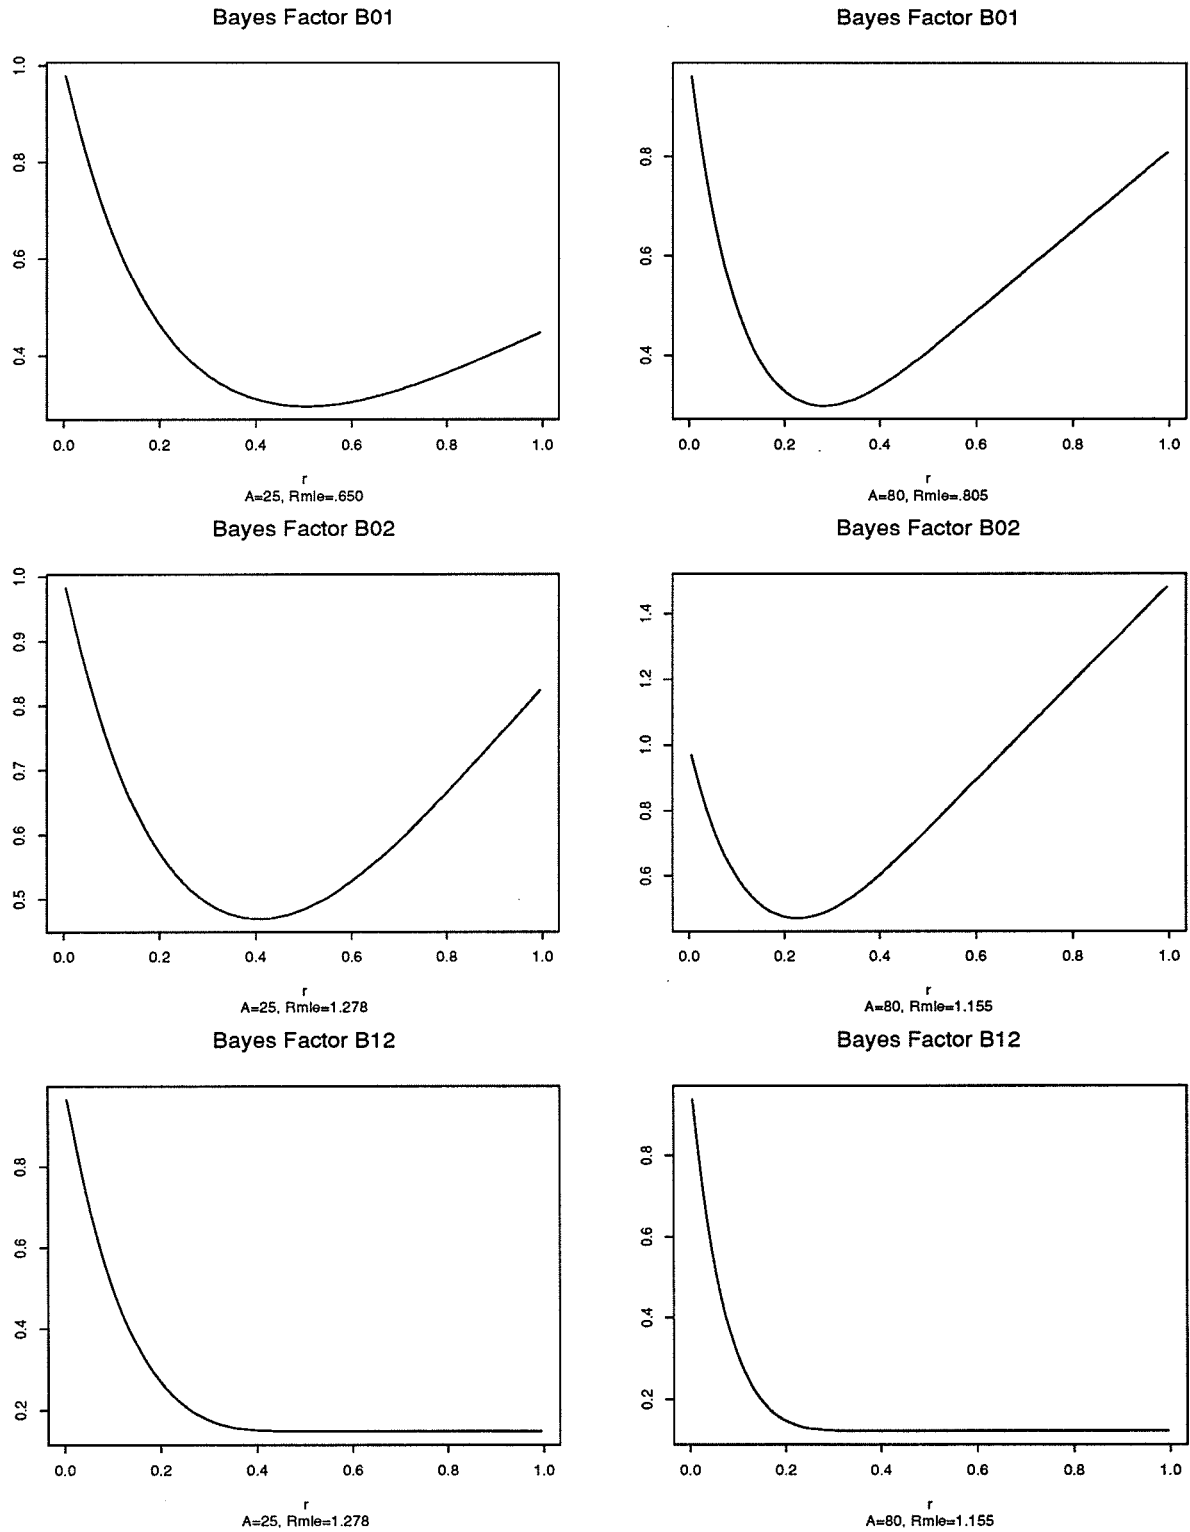 Bayes Factor B01
1.0
0.8
0.6
0.4
0.0 0.2 0.4 0.6 0.8 1.0
r
A=25, Rmle=.650
Bayes Factor B01
0.8
0.6
0.4
0.0 0.2 0.4 0.6 0.8 1.0
r
A=80, Rmle=.805
Bayes Factor B02
1.0
0.9
0.8
0.7
0.6
0.5
0.0 0.2 0.4 0.6 0.8 1.0
r
A=25, Rmle=1.278
Bayes Factor B02
1.4
1.2
1.0
0.8
0.6
0.0 0.2 0.4 0.6 0.8 1.0
r
A=80, Rmle=1.155
Bayes Factor B12
0.8
0.6
0.4
0.2
0.0 0.2 0.4 0.6 0.8 1.0
r
A=25, Rmle=1.278
Bayes Factor B12
0.8
0.6
0.4
0.2
0.0 0.2 0.4 0.6 0.8 1.0
r
A=80, Rmle=1.155